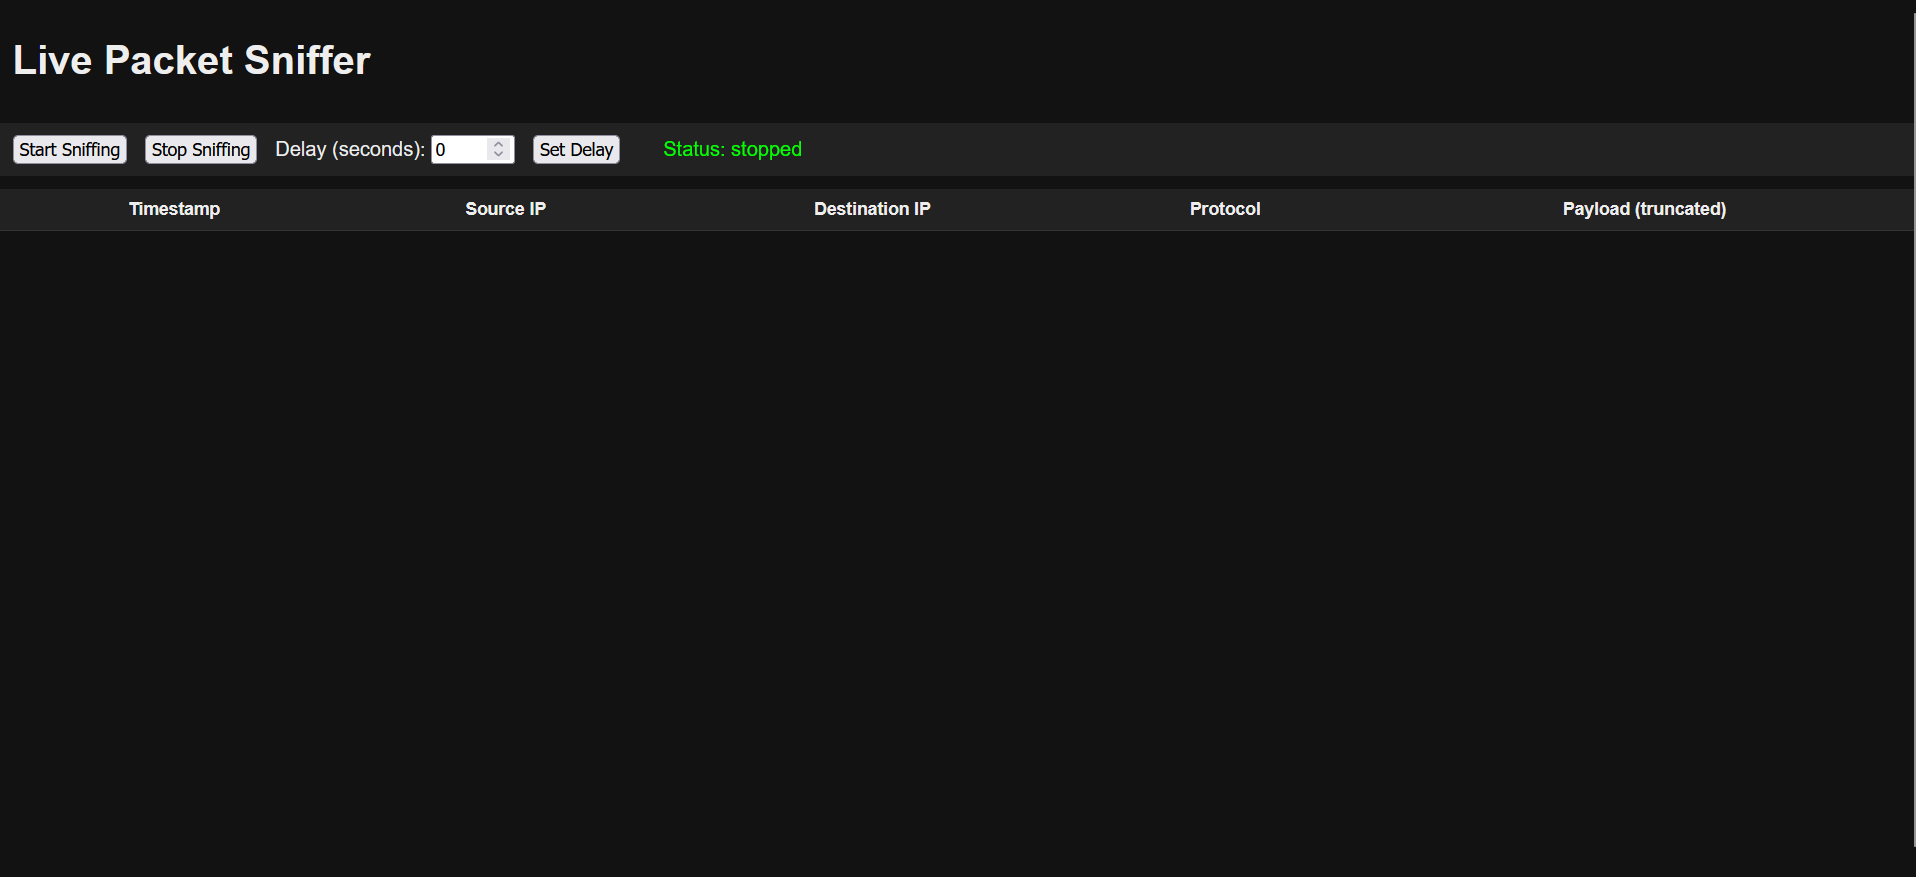 Live Packet Sniffer
Start Sniffing Stop Sniffing Delay (seconds): 0 Set Delay Status: stopped
Timestamp Source IP Destination IP Protocol Payload (truncated)